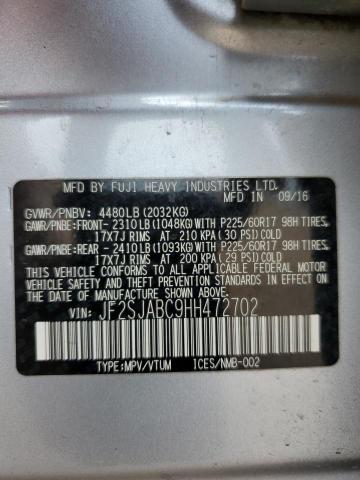 MFD BY FUJI HEAVY INDUSTRIES LTD.
MFD IN 09/16
GVWR/PNBV: 4480LB(2032KG)
GAWR/PNBE:FRONT- 2310LB(1048KG)WITH P225/60R17 98H TIRES,
17X7J RIMS AT 210 KPA(30 PSI)COLD
GAWR/PNBE:REAR -2410LB(1093KG)WITH P225/60R17 98H TIRES,
17X7J RIMS AT 200 KPA(29 PSI)COLD
THIS VEHICLE CONFORMS TO ALL APPLICABLE FEDERAL MOTOR
VEHICLE SAFETY, BUMPER, AND THEFT PREVENTION STANDARDS
IN EFFECT ON THE DATE OF MANUFACTURE SHOWN ABOVE.
VIN: JF2SJABC9HH472702
TYPE:MPV/VTUM ICES/NMB-002